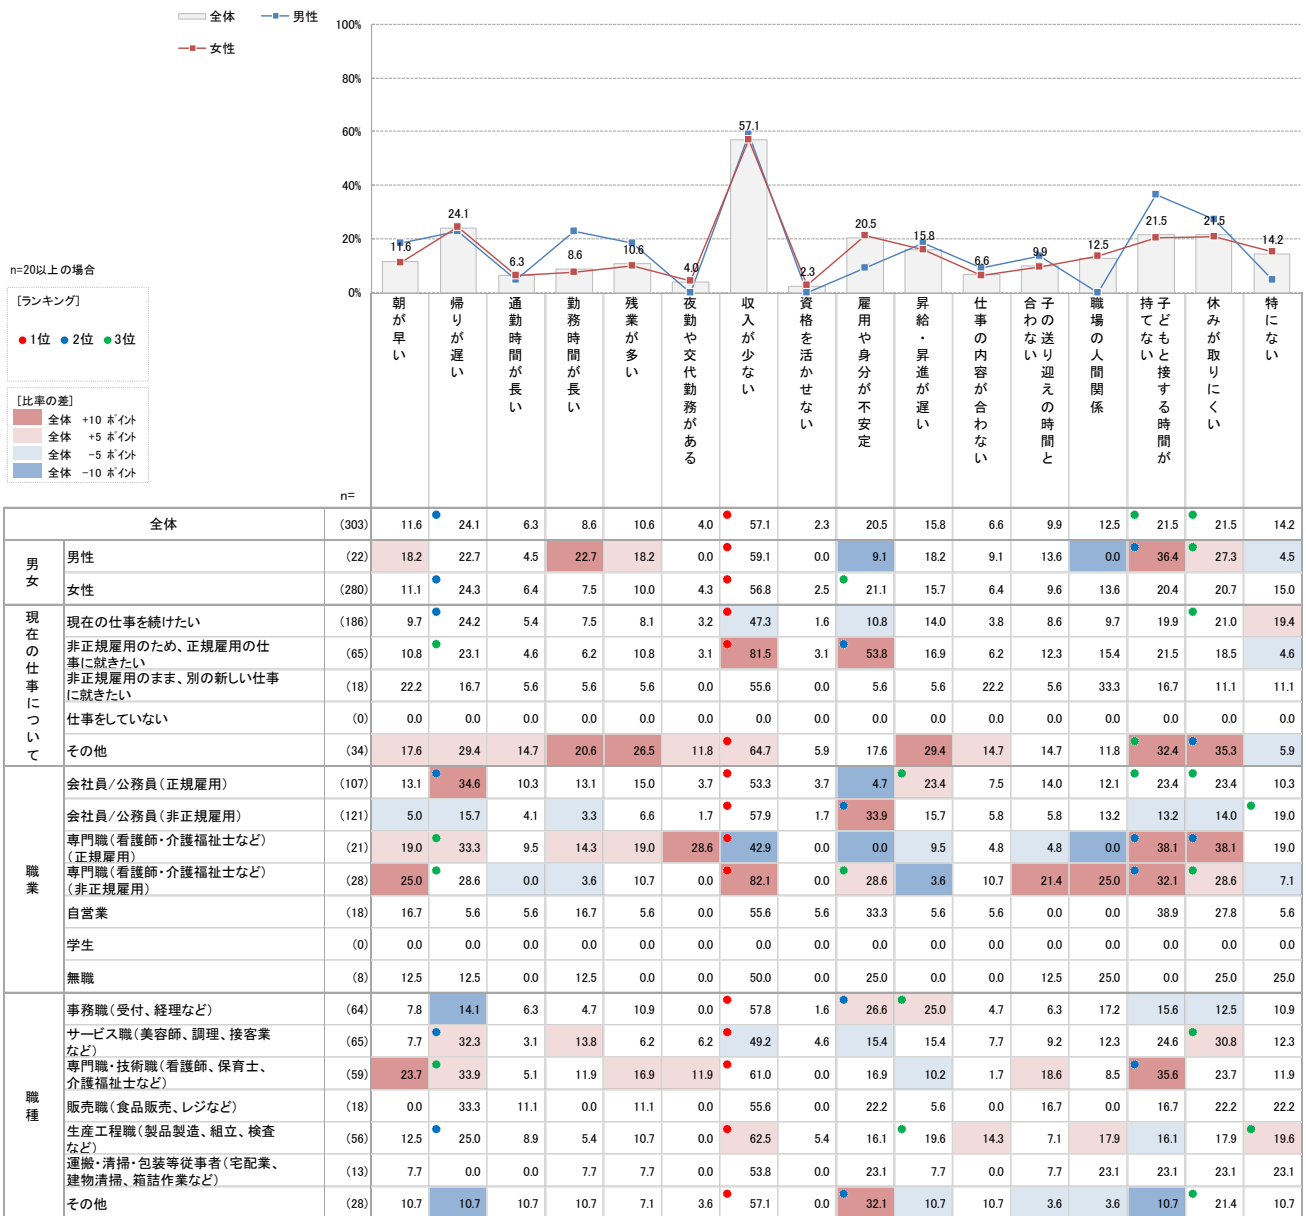 全体
男性
女性
100%
80%
60%
40%
20%
0%
11.6
24.1
6.3
8.6
10.6
4.0
57.1
2.3
20.5
15.8
6.6
9.9
12.5
21.5
21.5
14.2
n=20以上の場合
[ランキング]
1位 2位 3位
[比率の差]
全体 +10 ポイント
全体 +5 ポイント
全体 -5 ポイント
全体 -10 ポイント
n=
朝が早い
帰りが遅い
通勤時間が長い
勤務時間が長い
残業が多い
夜勤や交代勤務がある
収入が少ない
資格を活かせない
雇用や身分が不安定
昇給・昇進が遅い
仕事の内容が合わない
子の送り迎えの時間と
合わない
職場の人間関係
子どもと接する時間が
持てない
休みが取りにくい
特にない
全体 (303) 11.6 24.1 6.3 8.6 10.6 4.0 57.1 2.3 20.5 15.8 6.6 9.9 12.5 21.5 21.5 14.2
男女
男性 (22) 18.2 22.7 4.5 22.7 18.2 0.0 59.1 0.0 9.1 18.2 9.1 13.6 0.0 36.4 27.3 4.5
女性 (280) 11.1 24.3 6.4 7.5 10.0 4.3 56.8 2.5 21.1 15.7 6.4 9.6 13.6 20.4 20.7 15.0
現在の仕事について
現在の仕事を続けたい (186) 9.7 24.2 5.4 7.5 8.1 3.2 47.3 1.6 10.8 14.0 3.8 8.6 9.7 19.9 21.0 19.4
非正規雇用のため、正規雇用の仕
事に就きたい (65) 10.8 23.1 4.6 6.2 10.8 3.1 81.5 3.1 53.8 16.9 6.2 12.3 15.4 21.5 18.5 4.6
非正規雇用のまま、別の新しい仕事
に就きたい (18) 22.2 16.7 5.6 5.6 5.6 0.0 55.6 0.0 5.6 5.6 22.2 5.6 33.3 16.7 11.1 11.1
仕事をしていない (0) 0.0 0.0 0.0 0.0 0.0 0.0 0.0 0.0 0.0 0.0 0.0 0.0 0.0 0.0 0.0 0.0
その他 (34) 17.6 29.4 14.7 20.6 26.5 11.8 64.7 5.9 17.6 29.4 14.7 14.7 11.8 32.4 35.3 5.9
職業
会社員/公務員(正規雇用) (107) 13.1 34.6 10.3 13.1 15.0 3.7 53.3 3.7 4.7 23.4 7.5 14.0 12.1 23.4 23.4 10.3
会社員/公務員(非正規雇用) (121) 5.0 15.7 4.1 3.3 6.6 1.7 57.9 1.7 33.9 15.7 5.8 5.8 13.2 13.2 14.0 19.0
専門職(看護師・介護福祉士など)
(正規雇用) (21) 19.0 33.3 9.5 14.3 19.0 28.6 42.9 0.0 0.0 9.5 4.8 4.8 0.0 38.1 38.1 19.0
専門職(看護師・介護福祉士など)
(非正規雇用) (28) 25.0 28.6 0.0 3.6 10.7 0.0 82.1 0.0 28.6 3.6 10.7 21.4 25.0 32.1 28.6 7.1
自営業 (18) 16.7 5.6 5.6 16.7 5.6 0.0 55.6 5.6 33.3 5.6 5.6 0.0 0.0 38.9 27.8 5.6
学生 (0) 0.0 0.0 0.0 0.0 0.0 0.0 0.0 0.0 0.0 0.0 0.0 0.0 0.0 0.0 0.0 0.0
無職 (8) 12.5 12.5 0.0 12.5 0.0 0.0 50.0 0.0 25.0 0.0 0.0 12.5 25.0 0.0 25.0 25.0
職種
事務職(受付、経理など) (64) 7.8 14.1 6.3 4.7 10.9 0.0 57.8 1.6 26.6 25.0 4.7 6.3 17.2 15.6 12.5 10.9
サービス職(美容師、調理、接客業
など) (65) 7.7 32.3 3.1 13.8 6.2 6.2 49.2 4.6 15.4 15.4 7.7 9.2 12.3 24.6 30.8 12.3
専門職・技術職(看護師、保育士、
介護福祉士など) (59) 23.7 33.9 5.1 11.9 16.9 11.9 61.0 0.0 16.9 10.2 1.7 18.6 8.5 35.6 23.7 11.9
販売職(食品販売、レジなど) (18) 0.0 33.3 11.1 0.0 11.1 0.0 55.6 0.0 22.2 5.6 0.0 16.7 0.0 16.7 22.2 22.2
生産工程職(製品製造、組立、検査
など) (56) 12.5 25.0 8.9 5.4 10.7 0.0 62.5 5.4 16.1 19.6 14.3 7.1 17.9 16.1 17.9 19.6
運搬・清掃・包装等従事者(宅配業、
建物清掃、箱詰作業など) (13) 7.7 0.0 0.0 7.7 7.7 0.0 53.8 0.0 23.1 7.7 0.0 7.7 23.1 23.1 23.1 23.1
その他 (28) 10.7 10.7 10.7 10.7 7.1 3.6 57.1 0.0 32.1 10.7 10.7 3.6 3.6 10.7 21.4 10.7